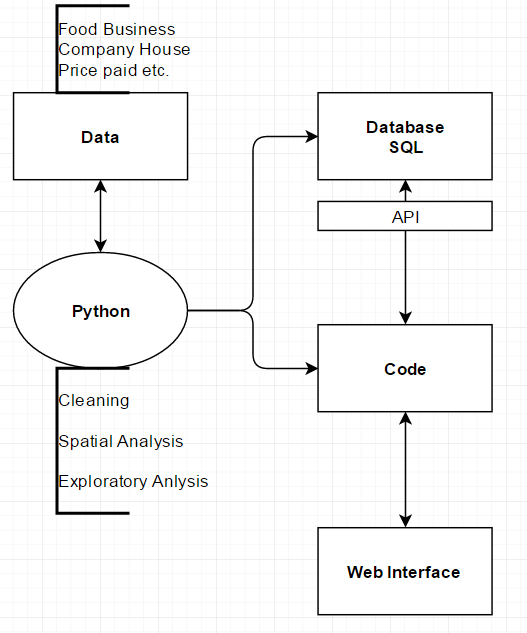 Food Business
Company House
Price paid etc.
Data
Database
SQL
API
Python
Code
Cleaning
Spatial Analysis
Exploratory Anlysis
Web Interface